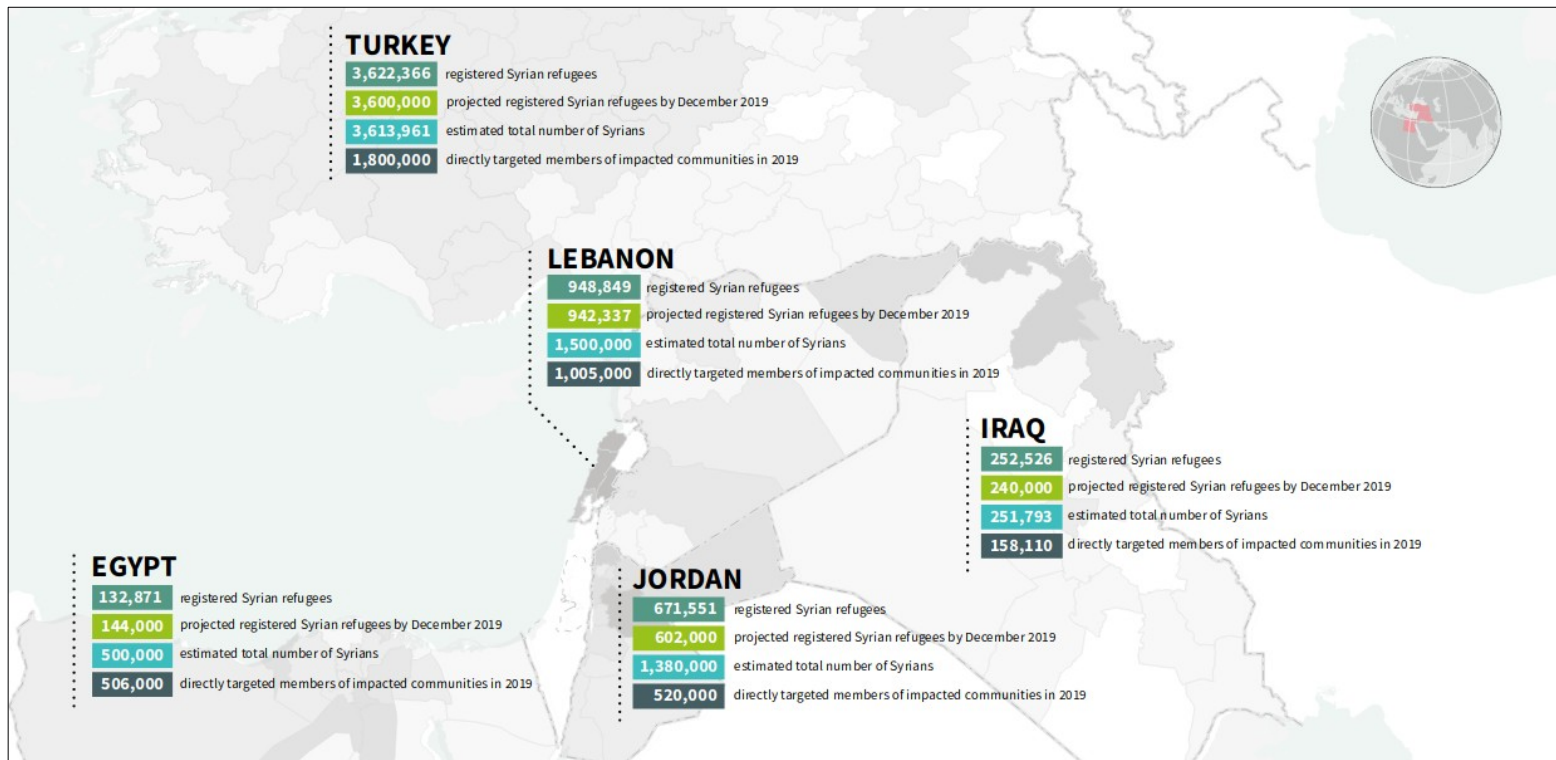 TURKEY
3,622,366 registered Syrian refugees
3,600,000 projected registered Syrian refugees by December 2019
3,613,961 estimated total number of Syrians
1,800,000 directly targeted members of impacted communities in 2019
LEBANON
948,849 registered Syrian refugees
942,337 projected registered Syrian refugees by December 2019
1,500,000 estimated total number of Syrians
1,005,000 directly targeted members of impacted communities in 2019
IRAQ
252,526 registered Syrian refugees
240,000 projected registered Syrian refugees by December 2019
251,793 estimated total number of Syrians
158,110 directly targeted members of impacted communities in 2019
EGYPT
132,871 registered Syrian refugees
144,000 projected registered Syrian refugees by December 2019
500,000 estimated total number of Syrians
506,000 directly targeted members of impacted communities in 2019
JORDAN
671,551 registered Syrian refugees
602,000 projected registered Syrian refugees by December 2019
1,380,000 estimated total number of Syrians
520,000 directly targeted members of impacted communities in 2019